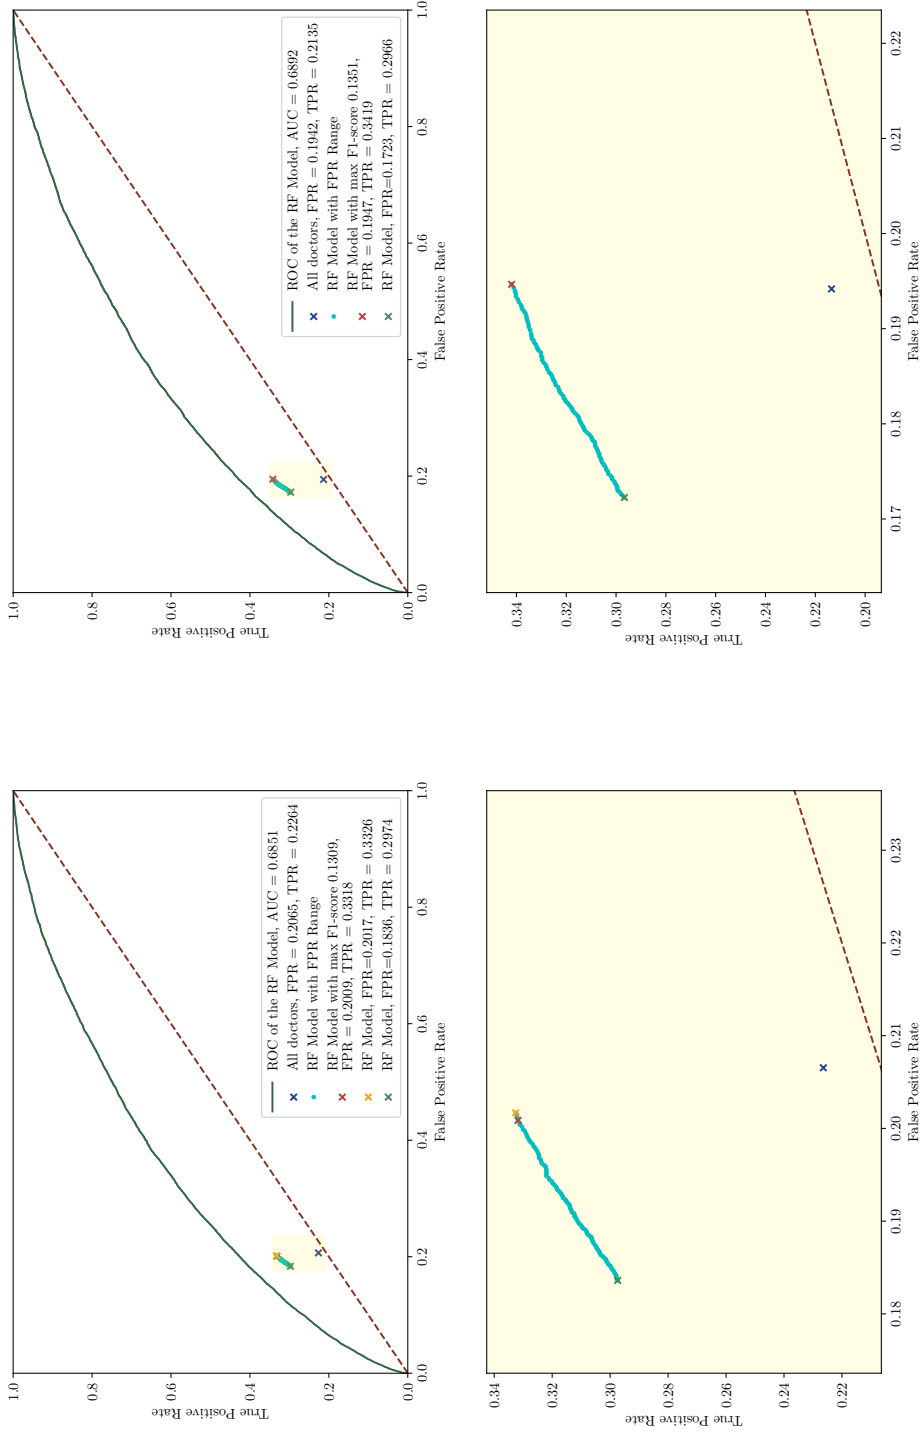 True Positive Rate
1.0
0.8
0.6
0.4
0.2
0.0
0.0
0.2
0.4
0.6
0.8
1.0
False Positive Rate
ROC of the RF Model, AUC = 0.6851
All doctors, FPR = 0.2065, TPR = 0.2264
RF Model with FPR Range
RF Model with max F1-score 0.1309,
FPR = 0.2009, TPR = 0.3318
RF Model, FPR=0.2017, TPR = 0.3326
RF Model, FPR=0.1836, TPR = 0.2974
True Positive Rate
1.0
0.8
0.6
0.4
0.2
0.0
0.0
0.2
0.4
0.6
0.8
1.0
False Positive Rate
ROC of the RF Model, AUC = 0.6892
All doctors, FPR = 0.1942, TPR = 0.2135
RF Model with FPR Range
RF Model with max F1-score 0.1351,
FPR = 0.1947, TPR = 0.3419
RF Model, FPR=0.1723, TPR = 0.2966
True Positive Rate
0.34
0.32
0.30
0.28
0.26
0.24
0.22
0.18
0.19
0.20
0.21
0.22
0.23
False Positive Rate
True Positive Rate
0.34
0.32
0.30
0.28
0.26
0.24
0.22
0.20
0.17
0.18
0.19
0.20
0.21
0.22
False Positive Rate